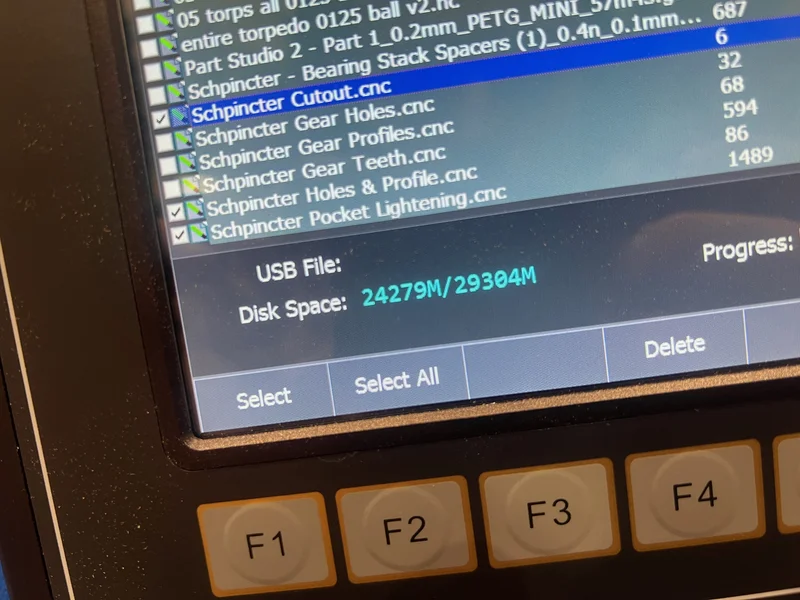 05 torps all 0125
entire torpedo 0125 ball v2.nc
Part Studio 2 - Part 1_0.2mm_PETG_MINI_57m43s.g 687
Schpincter - Bearing Stack Spacers (1)_0.4n_0.1mm... 6
Schpincter Cutout.cnc 32
Schpincter Gear Holes.cnc 68
Schpincter Gear Profiles.cnc 594
Schpincter Gear Teeth.cnc 86
Schpincter Holes & Profile.cnc 1489
Schpincter Pocket Lightening.cnc
USB File:
Progress:
Disk Space: 24279M/29304M
Select Select All Delete
F1 F2 F3 F4